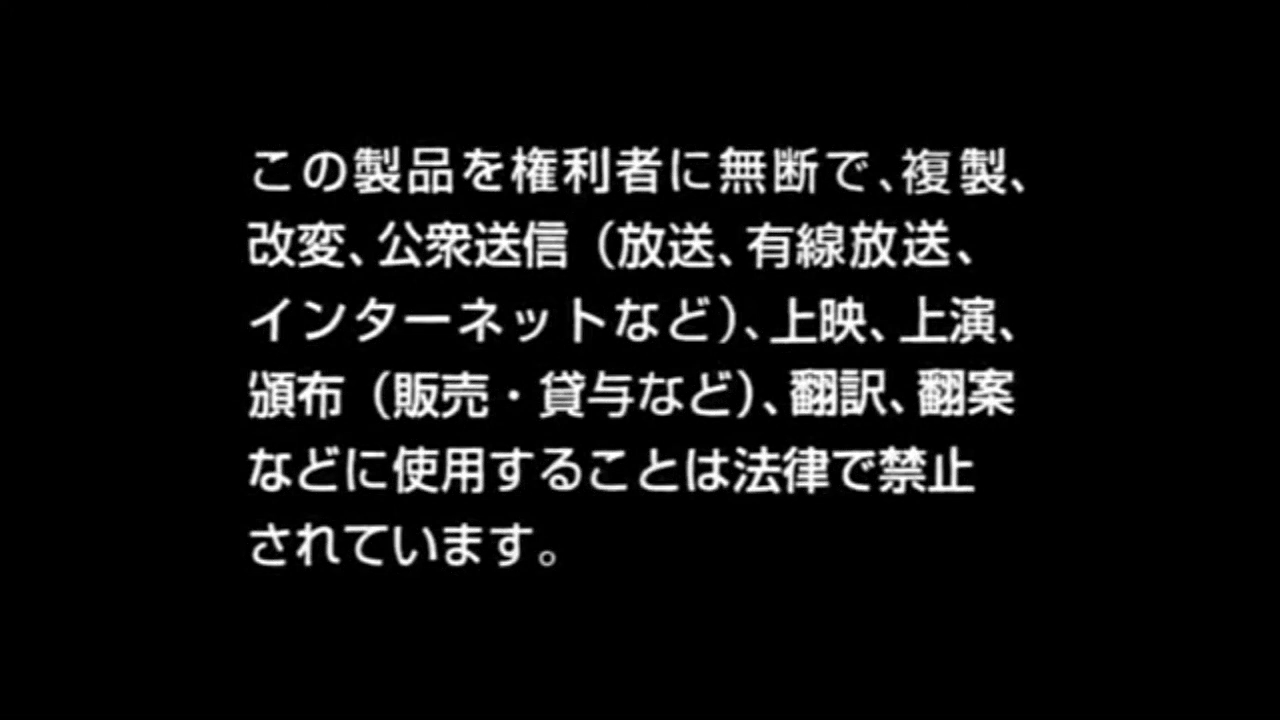 この製品を権利者に無断で、複製、
改変、公衆送信（放送、有線放送、
インターネットなど）、上映、上演、
頒布（販売・貸与など）、翻訳、翻案
などに使用することは法律で禁止
されています。